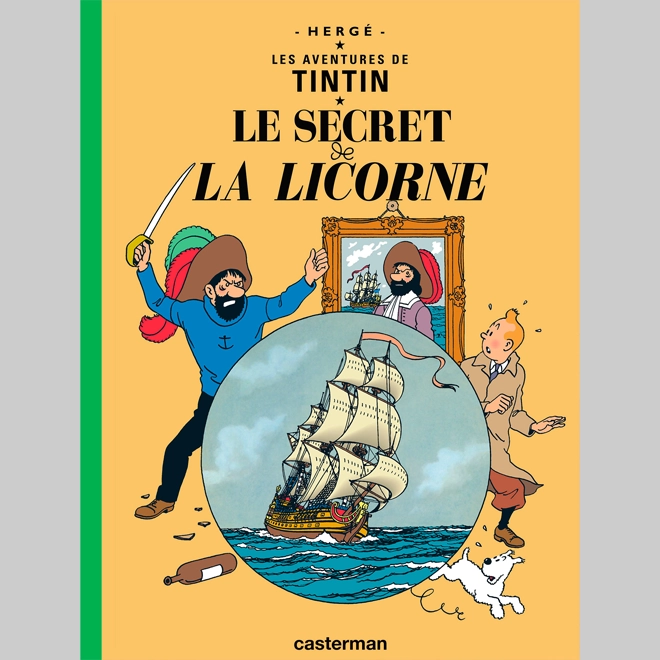 - HERGÉ -
LES AVENTURES DE
TINTIN
LE SECRET
de
LA LICORNE
casterman